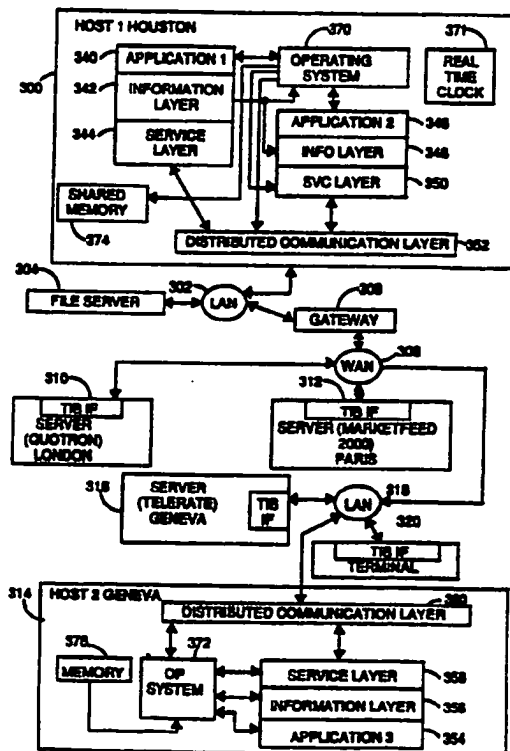 HOST 1 HOUSTON
370
371
340
APPLICATION 1
OPERATING SYSTEM
REAL TIME CLOCK
300
342
INFORMATION LAYER
344
SERVICE LAYER
APPLICATION 2
346
INFO LAYER
348
SVC LAYER
350
SHARED MEMORY
374
DISTRIBUTED COMMUNICATION LAYER
352
304
302
FILE SERVER
LAN
GATEWAY
WAN
310
312
TIB IF
SERVER (QUOTRON) LONDON
TIB IF
SERVER (MARKETFEED 2000) PARIS
316
SERVER (TELERATE) GENEVA
TIB IF
LAN
318
320
TIB IF
TERMINAL
314
HOST 2 GENEVA
DISTRIBUTED COMMUNICATION LAYER
376
372
MEMORY
OP SYSTEM
SERVICE LAYER
358
INFORMATION LAYER
356
APPLICATION 3
354